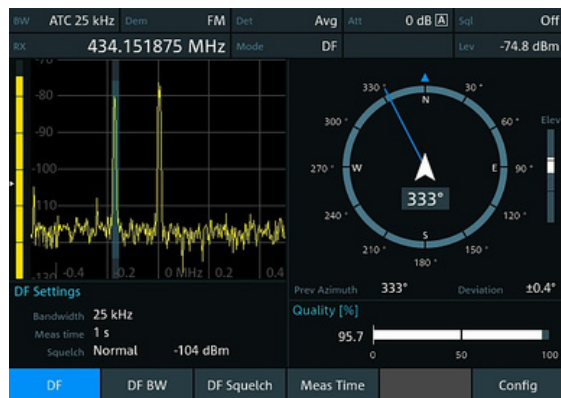 BW ATC 25 kHz Dem FM Det Avg Att 0 dB A Sql Off
RX 434.151875 MHz Mode DF Lev -74.8 dBm
-70
-80
-90
-100
-110
-120 -0.4 -0.2 0 MHz 0.2 0.4
330° 30°
N
300° 60° Elev
270° W E 90°
333°
240° 120°
S
210° 150°
180°
Prev Azimuth 333° Deviation ±0.4°
DF Settings
Bandwidth 25 kHz
Meas time 1 s
Squelch Normal -104 dBm
Quality [%]
95.7
0 50 100
DF DF BW DF Squelch Meas Time Config